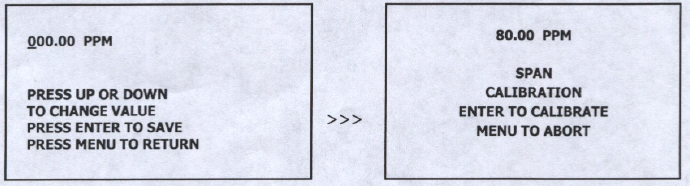 000.00 PPM
PRESS UP OR DOWN
TO CHANGE VALUE
PRESS ENTER TO SAVE
PRESS MENU TO RETURN
>>>
80.00 PPM
SPAN
CALIBRATION
ENTER TO CALIBRATE
MENU TO ABORT